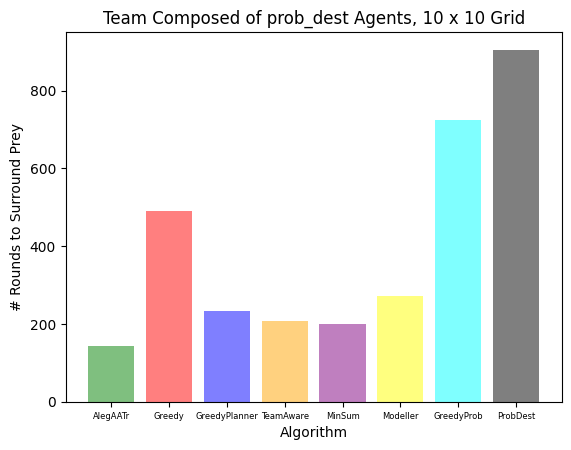 Team Composed of prob_dest Agents, 10 x 10 Grid
# Rounds to Surround Prey
800
600
400
200
0
AlegAATr Greedy GreedyPlanner TeamAware MinSum Modeller GreedyProb ProbDest
Algorithm